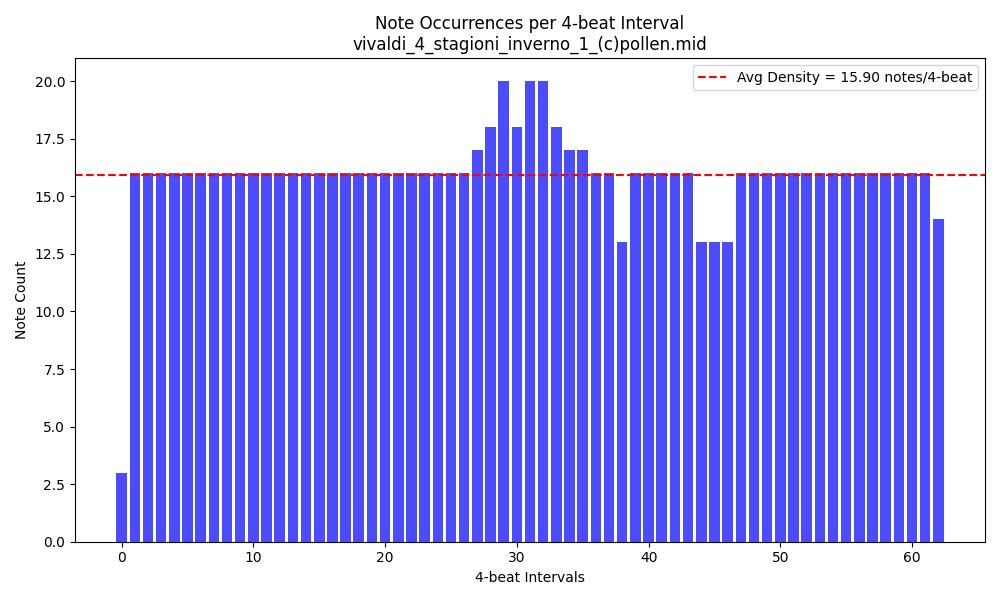 Note Occurrences per 4-beat Interval
vivaldi_4_stagioni_inverno_1_(c)pollen.mid
Avg Density = 15.90 notes/4-beat
20.0
17.5
15.0
12.5
10.0
7.5
5.0
2.5
0.0
Note Count
0 10 20 30 40 50 60
4-beat Intervals